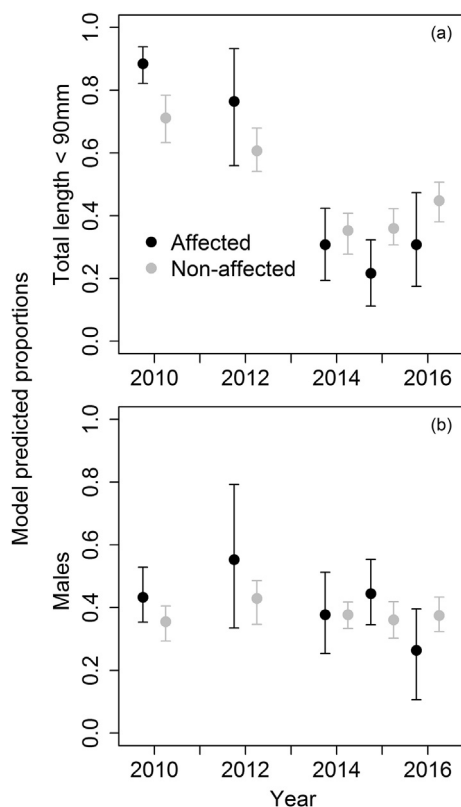 Model predicted proportions
Total length < 90mm
(a)
1.0
0.8
0.6
0.4
0.2
0.0
Affected
Non-affected
2010 2012 2014 2016
Males
(b)
1.0
0.8
0.6
0.4
0.2
0.0
2010 2012 2014 2016
Year